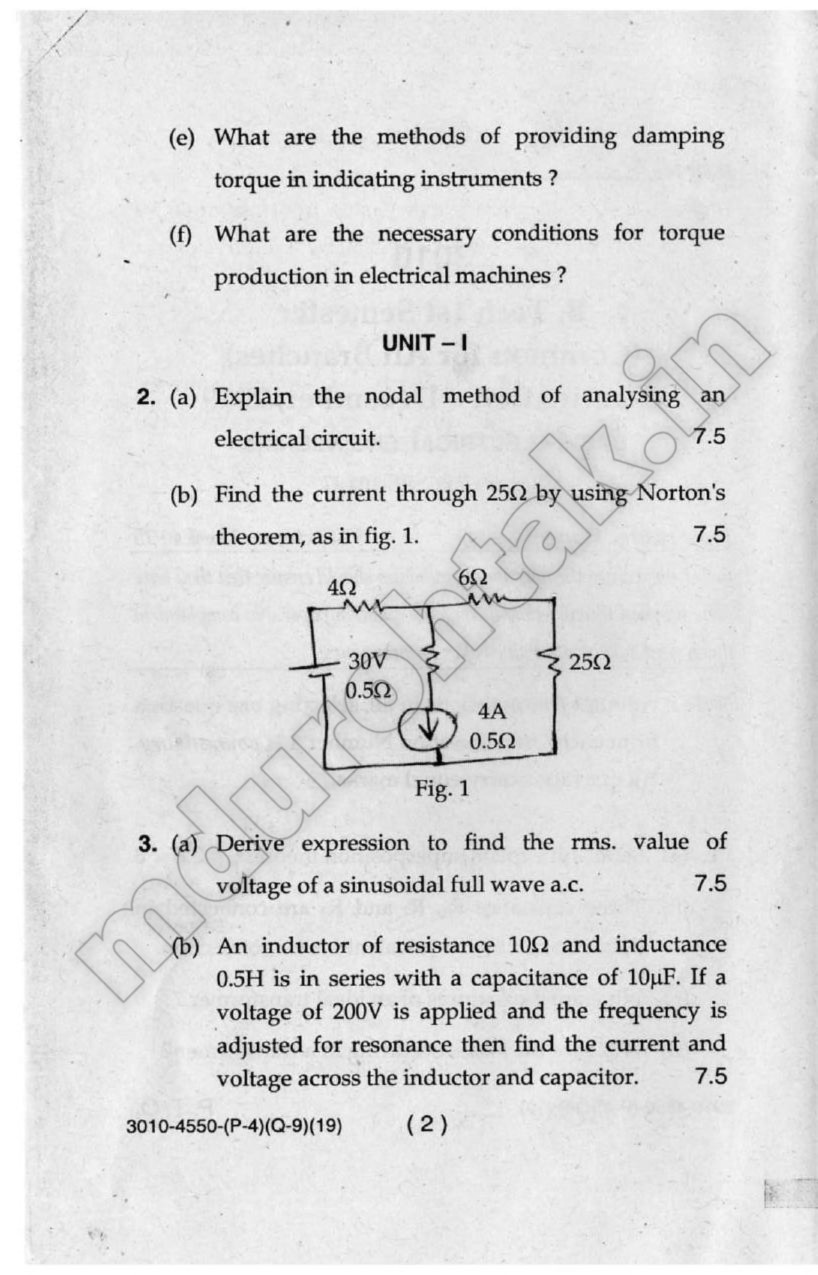 (e) What are the methods of providing damping
torque in indicating instruments ?
(f) What are the necessary conditions for torque
production in electrical machines ?
UNIT – I
2. (a) Explain the nodal method of analysing an
electrical circuit. 7.5
(b) Find the current through 25Ω by using Norton's
theorem, as in fig. 1. 7.5
4Ω 6Ω
30V 25Ω
0.5Ω
4A
0.5Ω
Fig. 1
3. (a) Derive expression to find the rms. value of
voltage of a sinusoidal full wave a.c. 7.5
(b) An inductor of resistance 10Ω and inductance
0.5H is in series with a capacitance of 10μF. If a
voltage of 200V is applied and the frequency is
adjusted for resonance then find the current and
voltage across the inductor and capacitor. 7.5
3010-4550-(P-4)(Q-9)(19) ( 2 )
mdurohtak.in